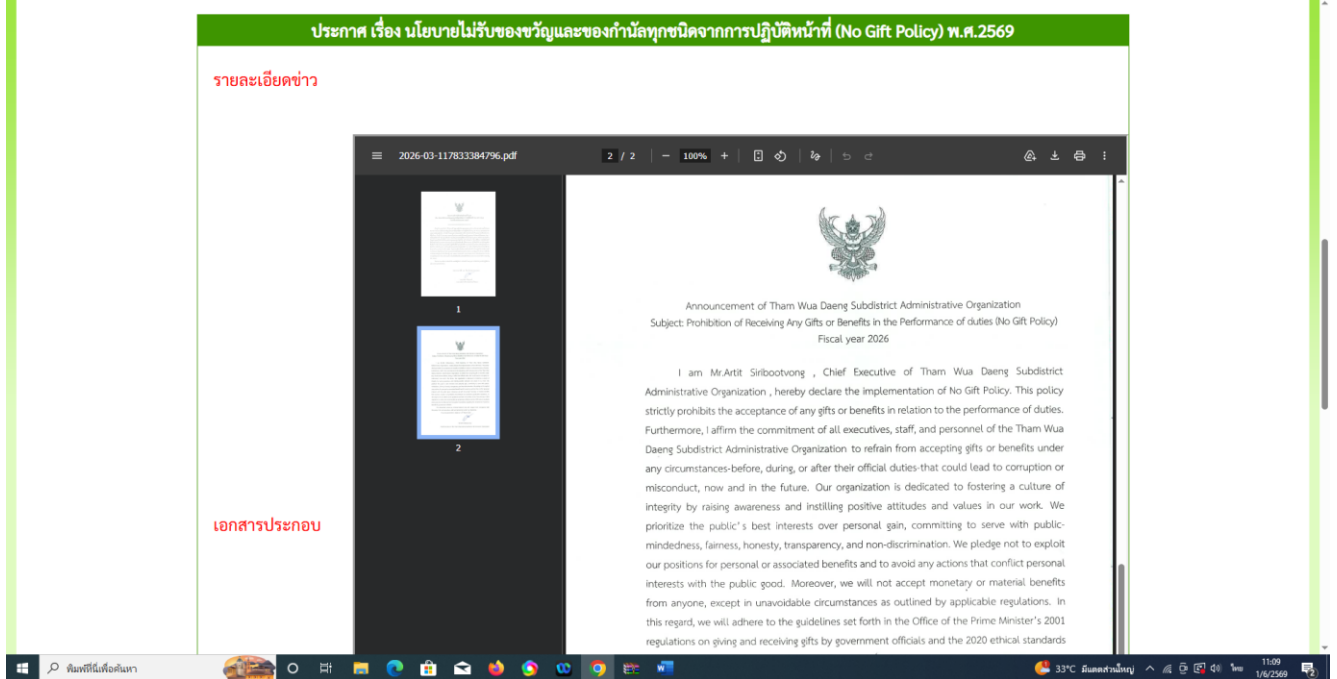 ประกาศ เรื่อง นโยบายไม่รับของขวัญและของกำนัลทุกชนิดจากการปฏิบัติหน้าที่ (No Gift Policy) พ.ศ.2569
รายละเอียดข่าว
2026-03-117833384796.pdf
2 / 2
100%
1
2
Announcement of Tham Wua Daeng Subdistrict Administrative Organization
Subject: Prohibition of Receiving Any Gifts or Benefits in the Performance of duties (No Gift Policy)
Fiscal year 2026
I am Mr.Artit Siribootvong , Chief Executive of Tham Wua Daeng Subdistrict
Administrative Organization , hereby declare the implementation of No Gift Policy. This policy
strictly prohibits the acceptance of any gifts or benefits in relation to the performance of duties.
Furthermore, I affirm the commitment of all executives, staff, and personnel of the Tham Wua
Daeng Subdistrict Administrative Organization to refrain from accepting gifts or benefits under
any circumstances-before, during, or after their official duties-that could lead to corruption or
misconduct, now and in the future. Our organization is dedicated to fostering a culture of
integrity by raising awareness and instilling positive attitudes and values in our work. We
prioritize the public's best interests over personal gain, committing to serve with public-
mindedness, fairness, honesty, transparency, and non-discrimination. We pledge not to exploit
our positions for personal or associated benefits and to avoid any actions that conflict personal
interests with the public good. Moreover, we will not accept monetary or material benefits
from anyone, except in unavoidable circumstances as outlined by applicable regulations. In
this regard, we will adhere to the guidelines set forth in the Office of the Prime Minister's 2001
regulations on giving and receiving gifts by government officials and the 2020 ethical standards
เอกสารประกอบ
พิมพ์ที่นี่เพื่อค้นหา
33°C มีแดดส่วนใหญ่
ไทย
11:09
1/6/2569
2